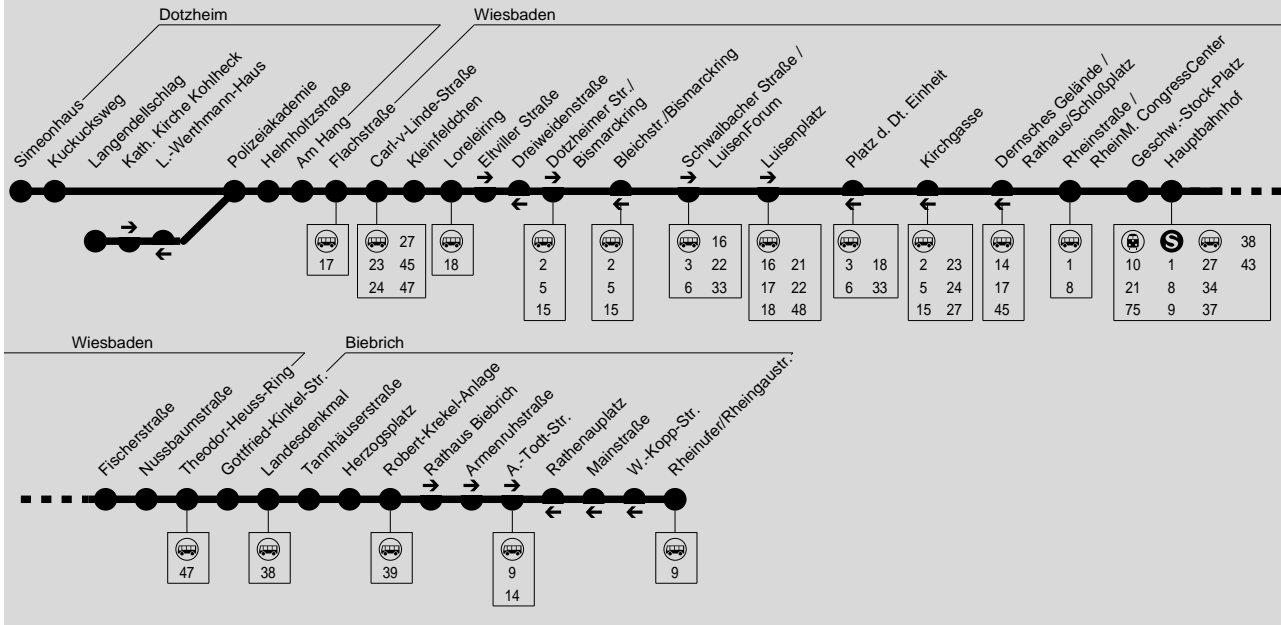 Dotzheim
Wiesbaden
Simeonhaus
Kuckucksweg
Langendellschlag
Kath. Kirche Kohlheck
L.-Werthmann-Haus
Polizeiakademie
Helmholtzstraße
Am Hang
Flachstraße
Carl-v-Linde-Straße
Kleinfeldchen
Loreleiring
Eltviller Straße
Dreiweidenstraße
Dotzheimer Str./
Bismarckring
Bleichstr./Bismarckring
Schwalbacher Straße /
LuisenForum
Luisenplatz
Platz d. Dt. Einheit
Kirchgasse
Dernsches Gelände /
Rathaus/Schloßplatz
Rheinstraße /
RheinM. CongressCenter
Geschw.-Stock-Platz
Hauptbahnhof
17
27
23 45
24 47
18
2
5
15
2
5
15
16
3 22
6 33
16 21
17 22
18 48
3 18
6 33
2 23
5 24
15 27
14
17
45
1
8
S 38
10 1 27 43
21 8 34
75 9 37
Wiesbaden
Biebrich
Fischerstraße
Nussbaumstraße
Theodor-Heuss-Ring
Gottfried-Kinkel-Str.
Landesdenkmal
Tannhäuserstraße
Herzogsplatz
Robert-Krekel-Anlage
Rathaus Biebrich
Armenruhstraße
A.-Todt-Str.
Rathenauplatz
Mainstraße
W.-Kopp-Str.
Rheinufer/Rheingaustr.
47
38
39
9
14
9